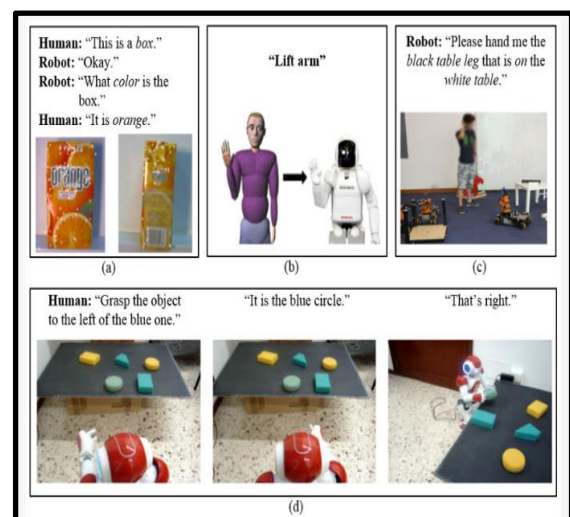 Human: “This is a box.”
Robot: “Okay.”
Robot: “What color is the
box.”
Human: “It is orange.”
orange
(a)
“Lift arm”
(b)
Robot: “Please hand me the
black table leg that is on the
white table.”
(c)
Human: “Grasp the object
to the left of the blue one.”
“It is the blue circle.”
“That’s right.”
(d)